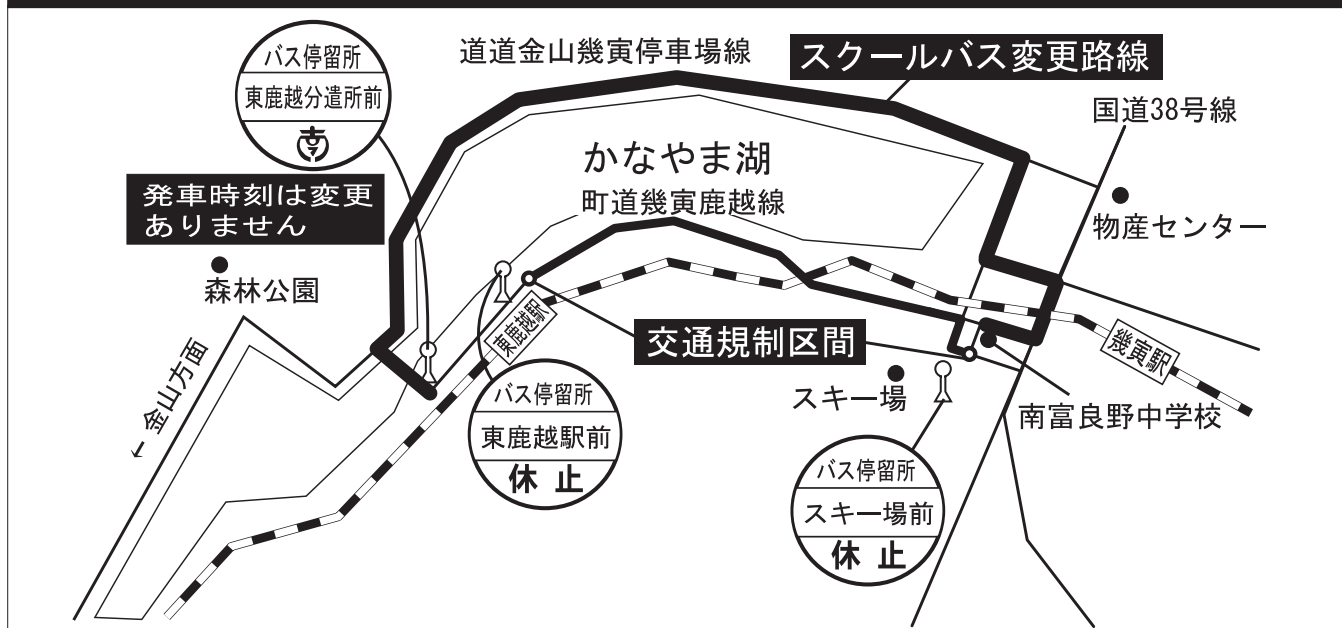 バス停留所
東鹿越分遣所前
道道金山幾寅停車場線
スクールバス変更路線
国道38号線
かなやま湖
町道幾寅鹿越線
発車時刻は変更
ありません
物産センター
森林公園
東鹿越駅
交通規制区間
幾寅駅
←金山方面
スキー場
南富良野中学校
バス停留所
東鹿越駅前
休止
バス停留所
スキー場前
休止